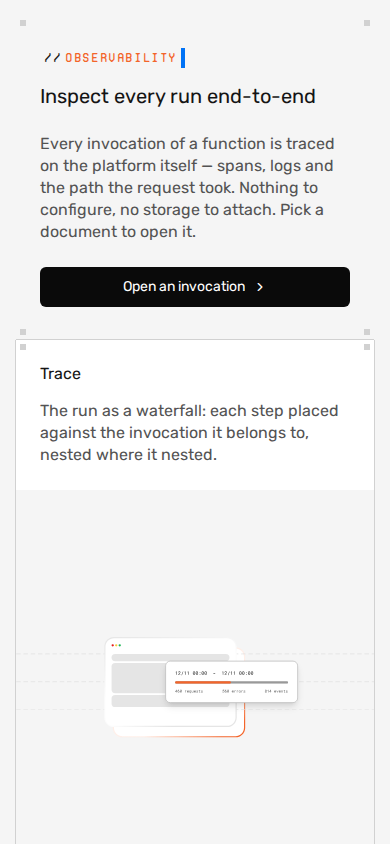 // OBSERVABILITY
Inspect every run end-to-end
Every invocation of a function is traced
on the platform itself — spans, logs and
the path the request took. Nothing to
configure, no storage to attach. Pick a
document to open it.
Open an invocation
Trace
The run as a waterfall: each step placed
against the invocation it belongs to,
nested where it nested.
12/11 00:00 - 12/11 00:00
460 requests 560 errors 614 events